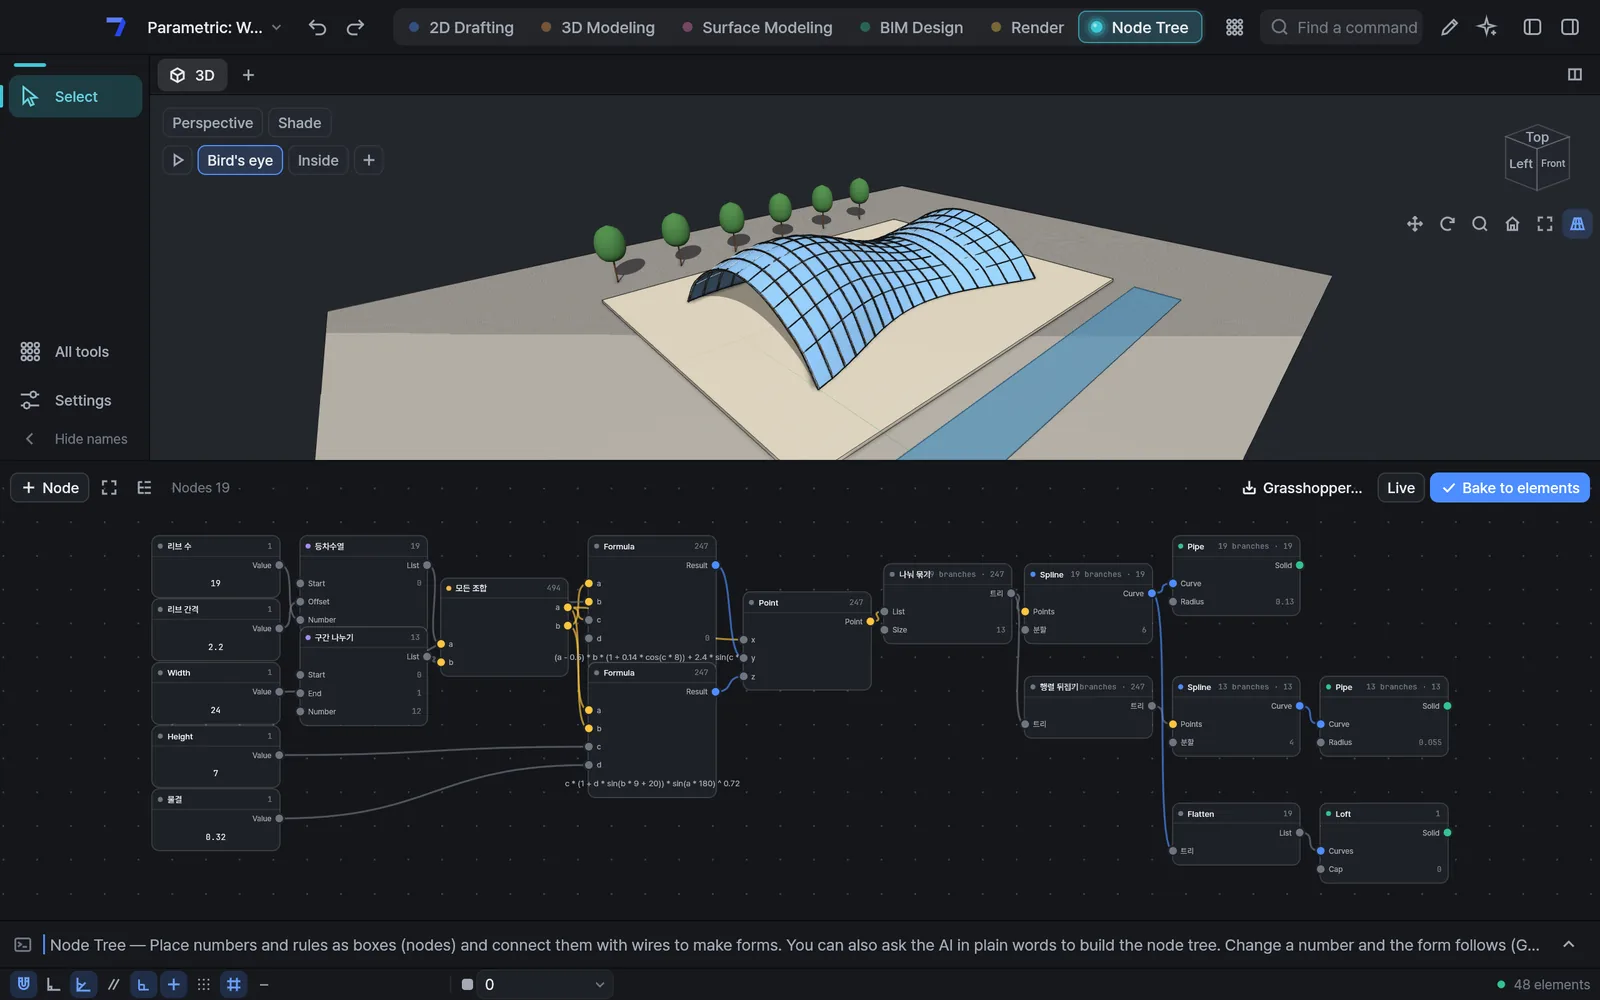 Parametric: W...
2D Drafting
3D Modeling
Surface Modeling
BIM Design
Render
Node Tree
Find a command
Select
3D
Perspective
Shade
Bird's eye
Inside
Top
Left
Front
All tools
Settings
Hide names
Node
Nodes 19
Grasshopper...
Live
Bake to elements
리브 수 1
Value
19
리브 간격 1
Value
2.2
Width 1
Value
24
Height 1
Value
7
물결 1
Value
0.32
등차수열 19
List
Start 0
Offset
Number
구간 나누기 13
List
Start 0
End 1
Number 12
모든 조합 494
a
b
a
b
Formula 247
Result
a
b
c
d 0
(a - 0.5) * b * (1 + 0.14 * cos(c * 8)) + 2.4 * sin(c *
Formula 247
Result
a
b
c
d
c * (1 + d * sin(b * 9 + 20)) * sin(a * 180) ^ 0.72
Point 247
Point
x
y
z
나눠 묶기 9 branches · 247
트리
List
Size 13
행렬 뒤집기 branches · 247
트리
트리
Spline 19 branches · 19
Curve
Points
분할 6
Pipe 19 branches · 19
Solid
Curve
Radius 0.13
Spline 13 branches · 13
Curve
Points
분할 4
Pipe 13 branches · 13
Solid
Curve
Radius 0.055
Flatten 19
List
트리
Loft 1
Solid
Curves
Cap 0
Node Tree — Place numbers and rules as boxes (nodes) and connect them with wires to make forms. You can also ask the AI in plain words to build the node tree. Change a number and the form follows (G...
0
48 elements